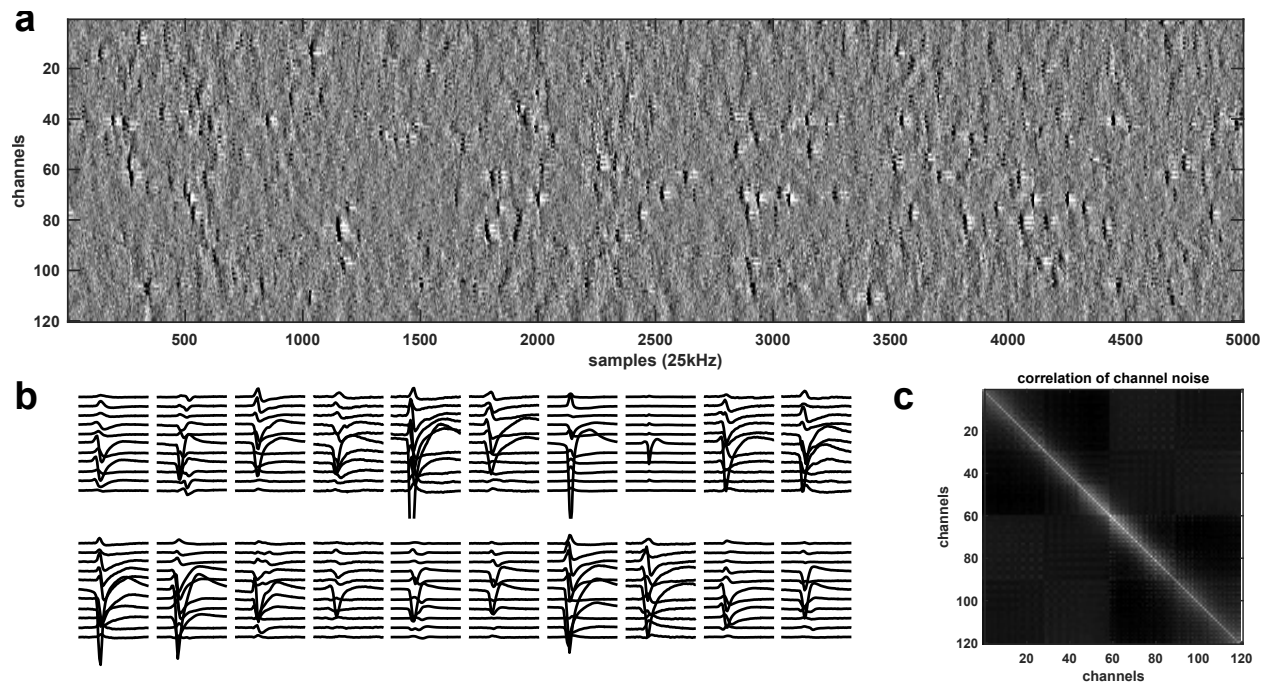 a
channels
20
40
60
80
100
120
500 1000 1500 2000 2500 3000 3500 4000 4500 5000
samples (25kHz)
b
c
correlation of channel noise
channels
20
40
60
80
100
120
20 40 60 80 100 120
channels